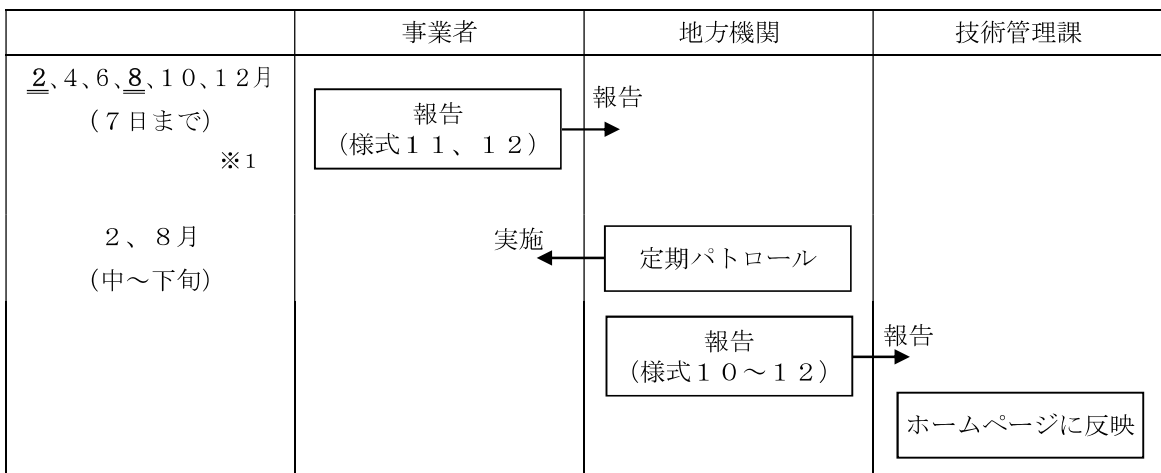 事業者
地方機関
技術管理課
2、4、6、8、10、12月
(7日まで)
※1
報告
(様式11、12)
報告
2、8月
(中～下旬)
実施
定期パトロール
報告
(様式10～12)
報告
ホームページに反映